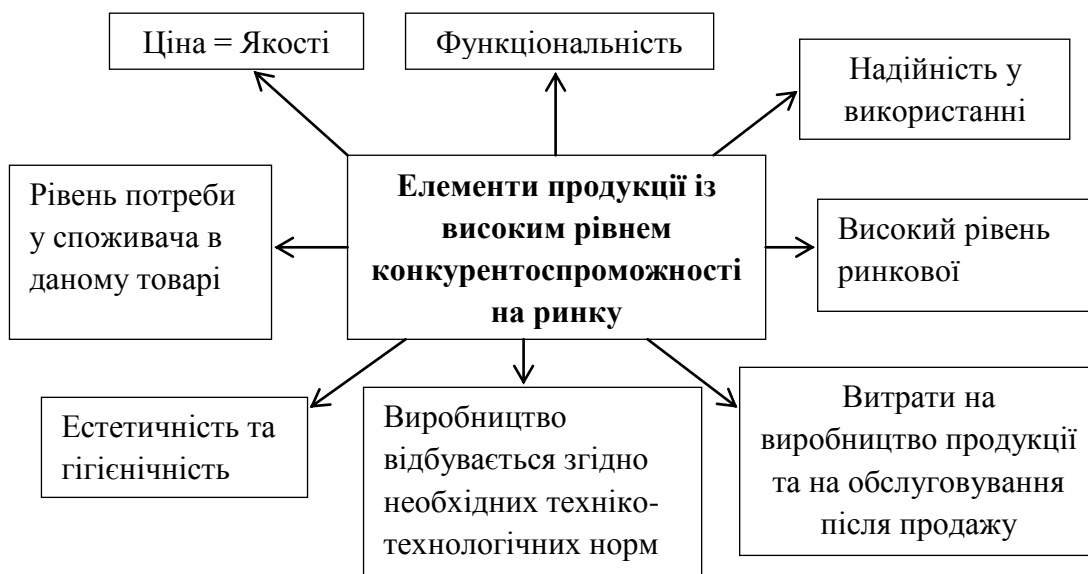 Ціна = Якості
Функціональність
Надійність у
використанні
Рівень потреби
у споживача в
даному товарі
Елементи продукції із
високим рівнем
конкурентоспроможності
на ринку
Високий рівень
ринкової
Естетичність та
гігієнічність
Виробництво
відбувається згідно
необхідних техніко-
технологічних норм
Витрати на
виробництво продукції
та на обслуговування
після продажу